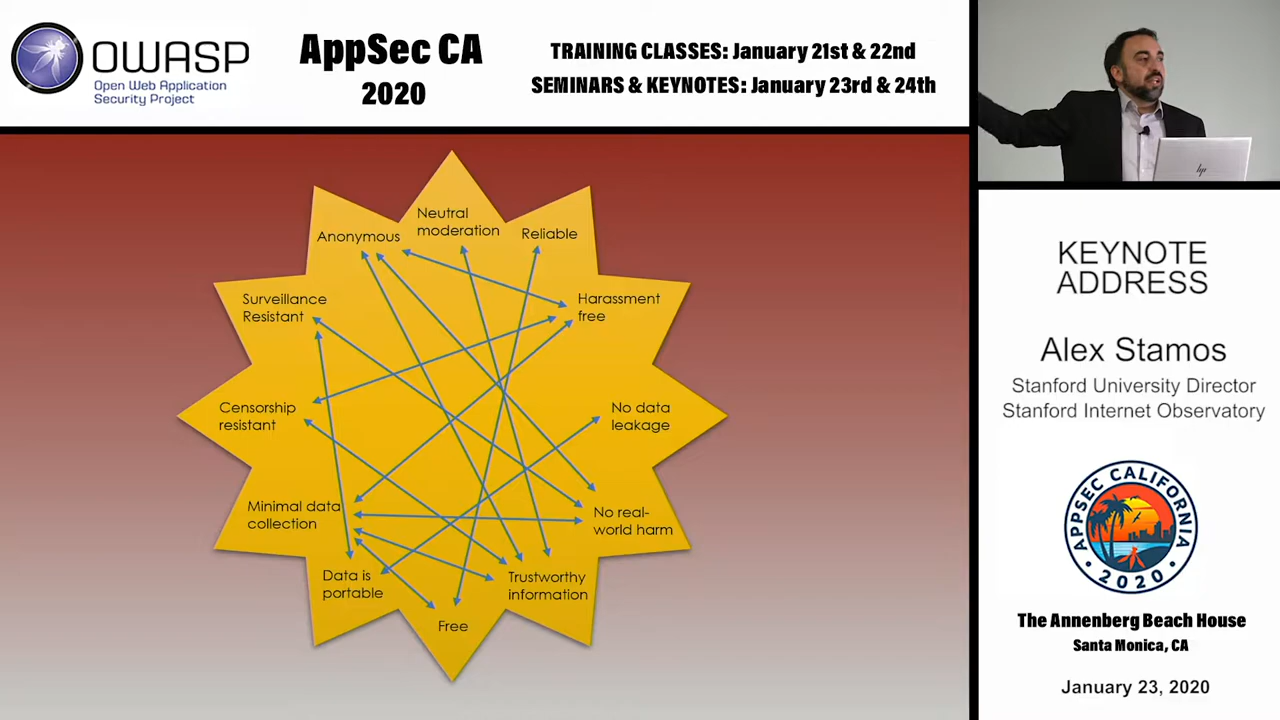 OWASP
Open Web Application
Security Project
AppSec CA
2020
TRAINING CLASSES: January 21st & 22nd
SEMINARS & KEYNOTES: January 23rd & 24th
Neutral
moderation
Anonymous
Reliable
Surveillance
Resistant
Harassment
free
Censorship
resistant
No data
leakage
Minimal data
collection
No real-
world harm
Data is
portable
Trustworthy
information
Free
hp
KEYNOTE
ADDRESS
Alex Stamos
Stanford University Director
Stanford Internet Observatory
APPSEC CALIFORNIA
• 2020 •
The Annenberg Beach House
Santa Monica, CA
January 23, 2020